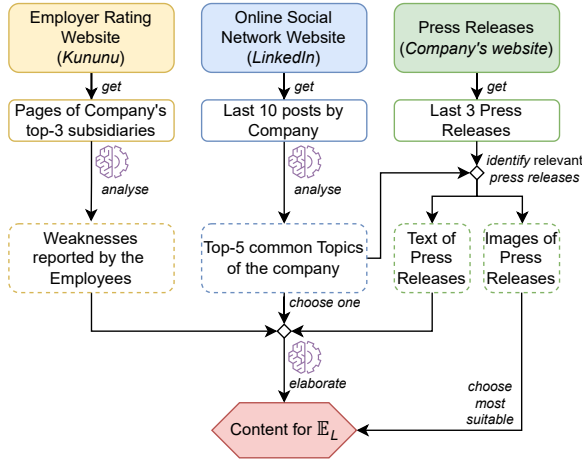 Employer Rating
Website
(Kununu)
Online Social
Network Website
(LinkedIn)
Press Releases
(Company's website)
get
get
get
Pages of Company's
top-3 subsidiaries
Last 10 posts by
Company
Last 3 Press
Releases
analyse
analyse
identify relevant
press releases
Weaknesses
reported by the
Employees
Top-5 common Topics
of the company
Text of
Press
Releases
Images of
Press
Releases
choose one
elaborate
choose
most
suitable
Content for 𝔼_L